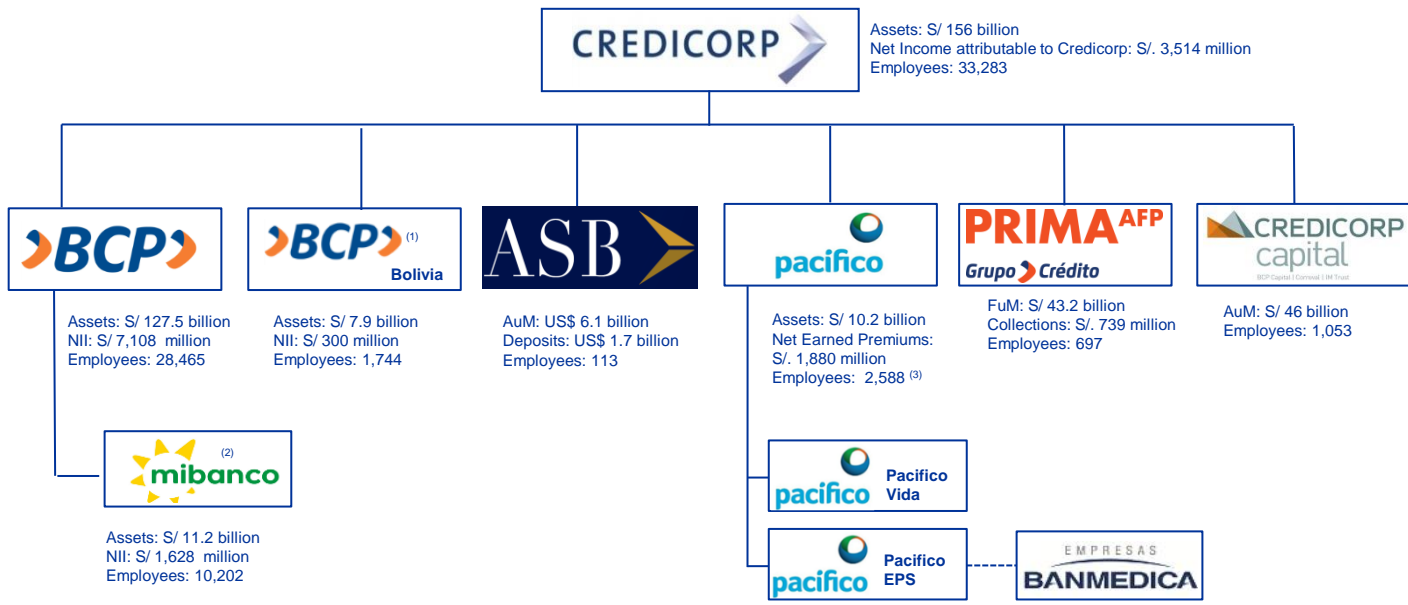 CREDICORP
Assets: S/ 156 billion
Net Income attributable to Credicorp: S/. 3,514 million
Employees: 33,283
BCP
BCP (1)
Bolivia
ASB
pacifico
PRIMA AFP
Grupo Crédito
CREDICORP
capital
BCP Capital | Correval | IM Trust
Assets: S/ 127.5 billion
NII: S/ 7,108 million
Employees: 28,465
Assets: S/ 7.9 billion
NII: S/ 300 million
Employees: 1,744
AuM: US$ 6.1 billion
Deposits: US$ 1.7 billion
Employees: 113
Assets: S/ 10.2 billion
Net Earned Premiums:
S/. 1,880 million
Employees: 2,588 (3)
FuM: S/ 43.2 billion
Collections: S/. 739 million
Employees: 697
AuM: S/ 46 billion
Employees: 1,053
(2)
mibanco
Assets: S/ 11.2 billion
NII: S/ 1,628 million
Employees: 10,202
pacifico
Pacifico
Vida
pacifico
Pacifico
EPS
EMPRESAS
BANMEDICA